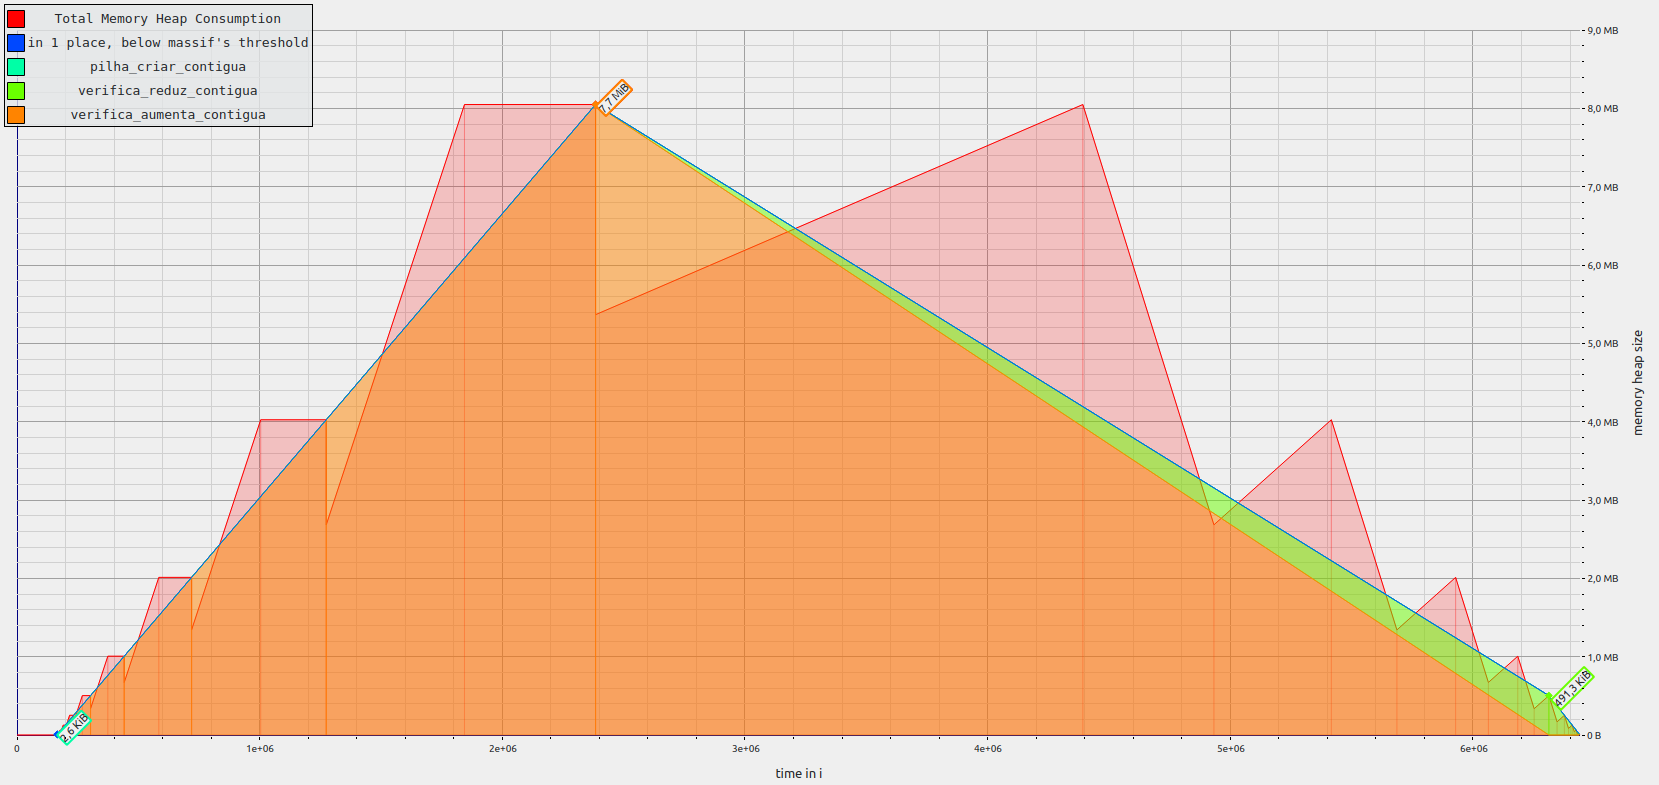 Total Memory Heap Consumption
in 1 place, below massif's threshold
pilha_criar_contigua
verifica_reduz_contigua
verifica_aumenta_contigua
7,7 MiB
2,6 KiB
491,3 KiB
9,0 MB
8,0 MB
7,0 MB
6,0 MB
5,0 MB
4,0 MB
3,0 MB
2,0 MB
1,0 MB
0 B
memory heap size
0
1e+06
2e+06
3e+06
4e+06
5e+06
6e+06
time in i